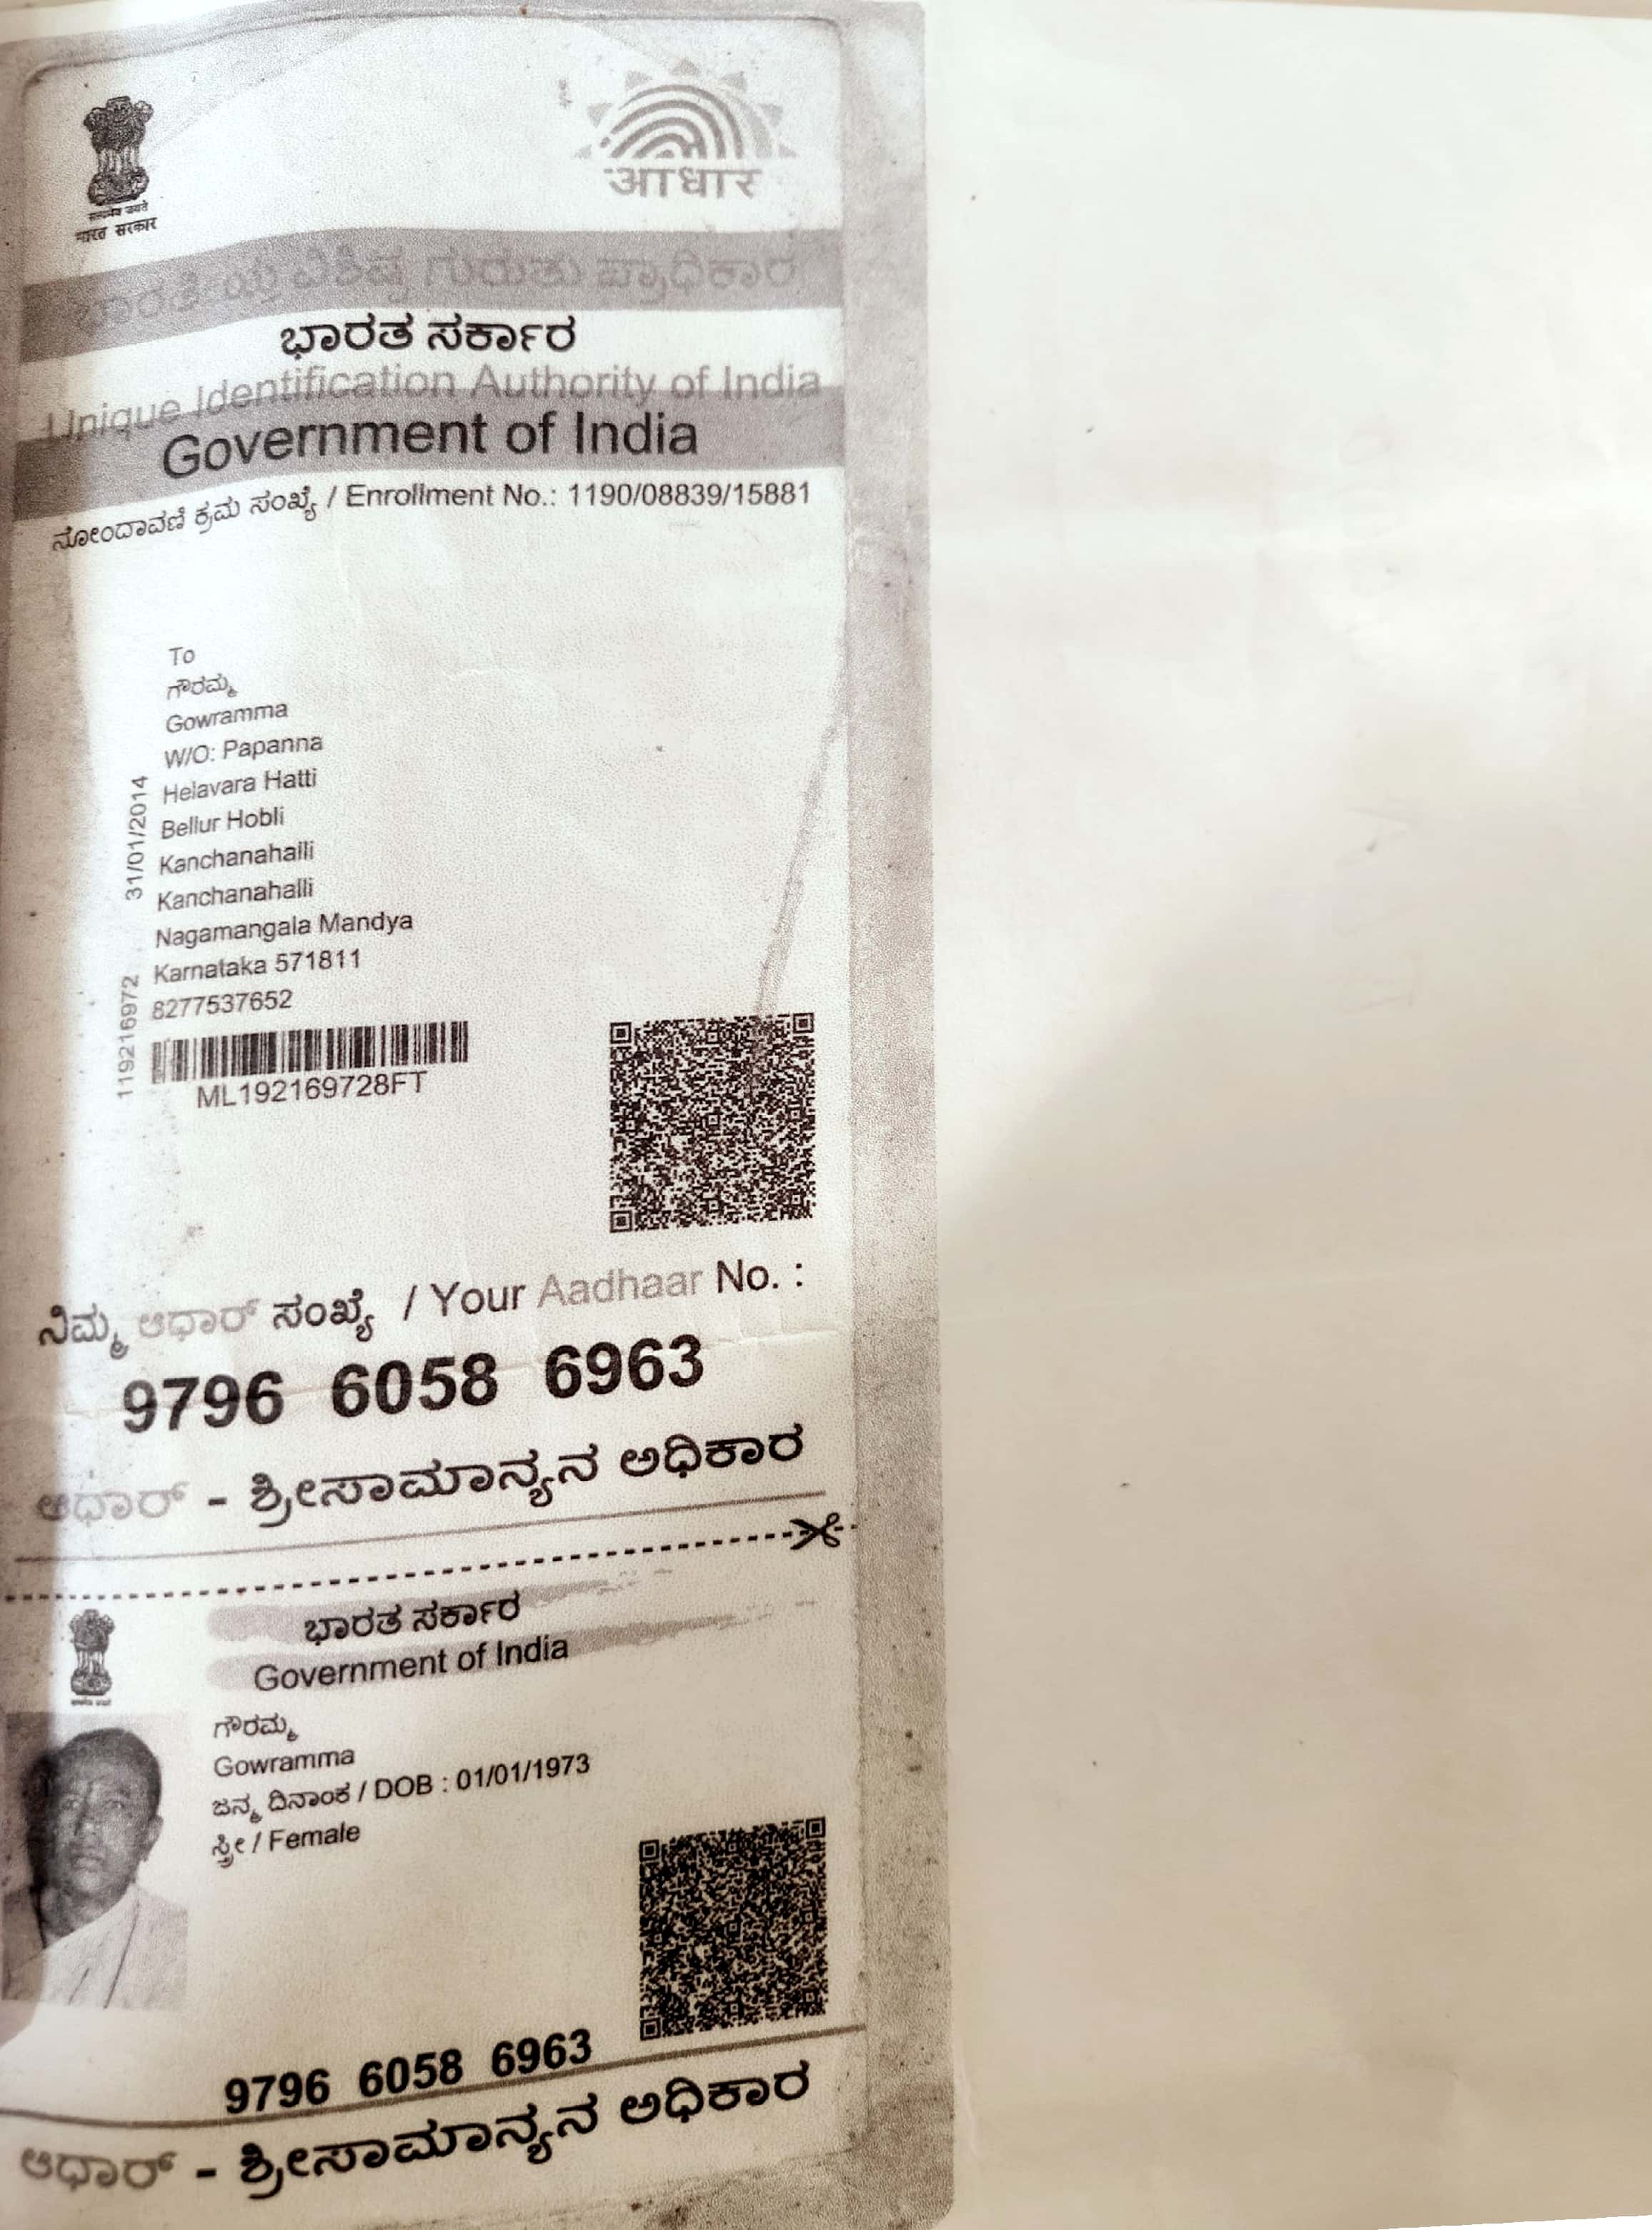 आधार
सत्यमेव जयते
भारत सरकार
ಭಾರತೀಯ ವಿಶಿಷ್ಟ ಗುರುತು ಪ್ರಾಧಿಕಾರ
ಭಾರತ ಸರ್ಕಾರ
Unique Identification Authority of India
Government of India
ನೋಂದಾವಣೆ ಕ್ರಮ ಸಂಖ್ಯೆ / Enrollment No.: 1190/08839/15881
To
ಗೌರಮ್ಮ
Gowramma
W/O: Papanna
Helavara Hatti
Bellur Hobli
Kanchanahalli
Kanchanahalli
Nagamangala Mandya
Karnataka 571811
8277537652
31/01/2014
119216972
ML192169728FT
ನಿಮ್ಮ ಆಧಾರ್ ಸಂಖ್ಯೆ / Your Aadhaar No. :
9796 6058 6963
ಆಧಾರ್ - ಶ್ರೀಸಾಮಾನ್ಯನ ಅಧಿಕಾರ
ಭಾರತ ಸರ್ಕಾರ
Government of India
ಗೌರಮ್ಮ
Gowramma
ಜನ್ಮ ದಿನಾಂಕ / DOB : 01/01/1973
ಸ್ತ್ರೀ / Female
9796 6058 6963
ಆಧಾರ್ - ಶ್ರೀಸಾಮಾನ್ಯನ ಅಧಿಕಾರ